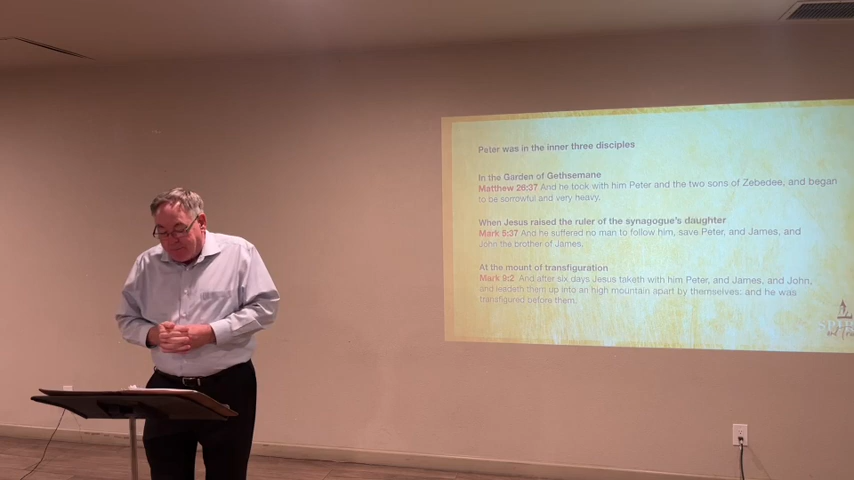 Peter was in the inner three disciples
In the Garden of Gethsemane
Matthew 26:37 And he took with him Peter and the two sons of Zebedee, and began
to be sorrowful and very heavy.
When Jesus raised the ruler of the synagogue's daughter
Mark 5:37 And he suffered no man to follow him, save Peter, and James, and
John the brother of James.
At the mount of transfiguration
Mark 9:2 And after six days Jesus taketh with him Peter, and James, and John,
and leadeth them up into an high mountain apart by themselves: and he was
transfigured before them.
and